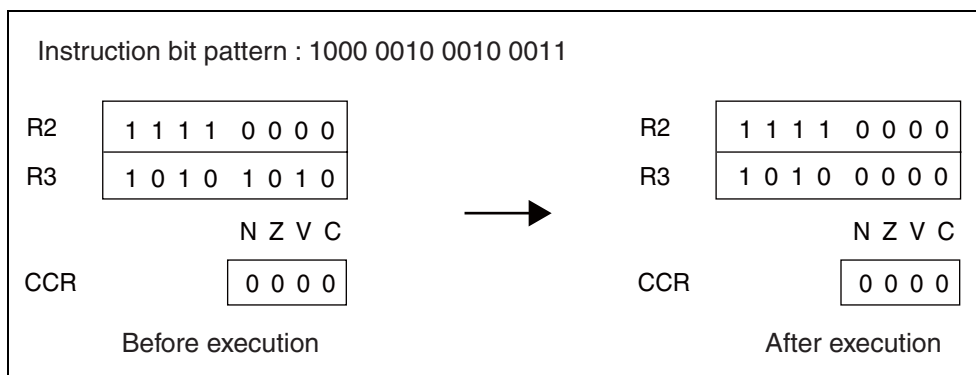 Instruction bit pattern : 1000 0010 0010 0011
R2 1 1 1 1 0 0 0 0
R3 1 0 1 0 1 0 1 0
N Z V C
CCR 0 0 0 0
Before execution
R2 1 1 1 1 0 0 0 0
R3 1 0 1 0 0 0 0 0
N Z V C
CCR 0 0 0 0
After execution